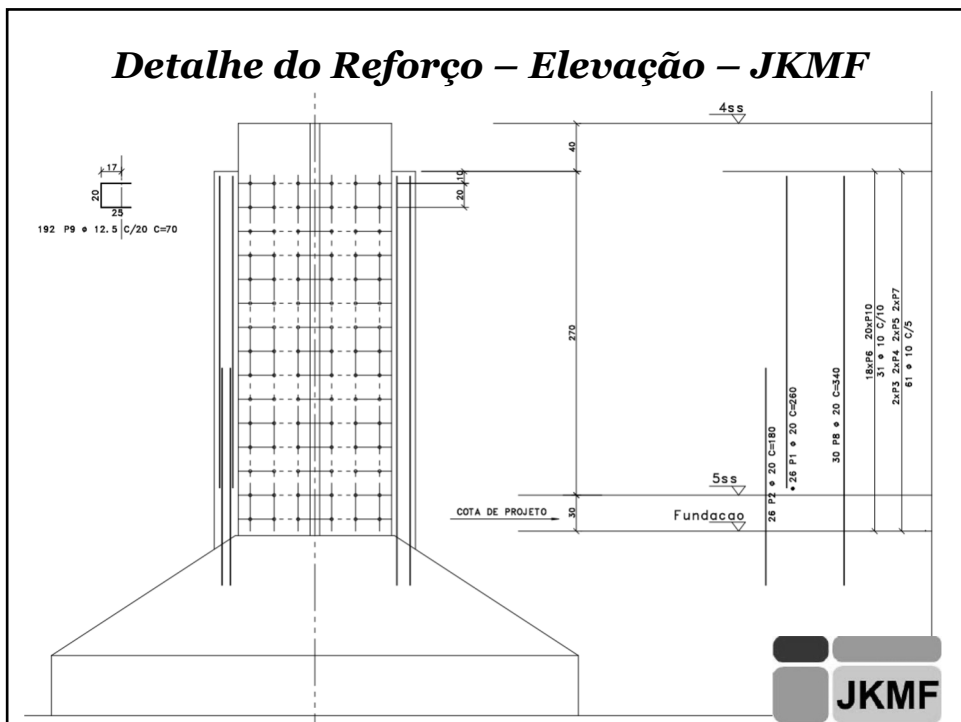 Detalhe do Reforço – Elevação – JKMF
4ss
40
17
20
25
192 P9 ø 12.5 C/20 C=70
10
20
270
18xP6 20xP10
31 ø 10 C/10
2xP3 2xP4 2xP5 2xP7
61 ø 10 C/5
26 P2 ø 20 C=180
26 P1 ø 20 C=260
30 P8 ø 20 C=340
5ss
COTA DE PROJETO
30
Fundacao
JKMF